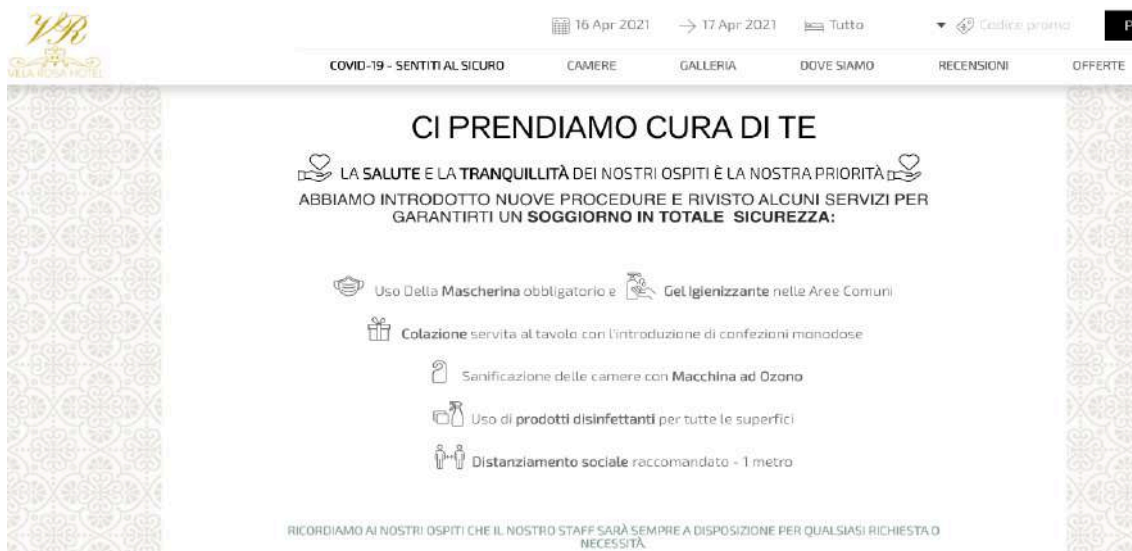 VR
16 Apr 2021 → 17 Apr 2021 Tutto Codice promo P
VILLA ROSA HOTEL
COVID-19 - SENTITI AL SICURO CAMERE GALLERIA DOVE SIAMO RECENSIONI OFFERTE
CI PRENDIAMO CURA DI TE
LA SALUTE E LA TRANQUILLITÀ DEI NOSTRI OSPITI È LA NOSTRA PRIORITÀ
ABBIAMO INTRODOTTO NUOVE PROCEDURE E RIVISTO ALCUNI SERVIZI PER
GARANTIRTI UN SOGGIORNO IN TOTALE SICUREZZA:
Uso Della Mascherina obbligatorio e Gel Igienizzante nelle Aree Comuni
Colazione servita al tavolo con l'introduzione di confezioni monodose
Sanificazione delle camere con Macchina ad Ozono
Uso di prodotti disinfettanti per tutte le superfici
Distanziamento sociale raccomandato - 1 metro
RICORDIAMO AI NOSTRI OSPITI CHE IL NOSTRO STAFF SARÀ SEMPRE A DISPOSIZIONE PER QUALSIASI RICHIESTA O
NECESSITÀ